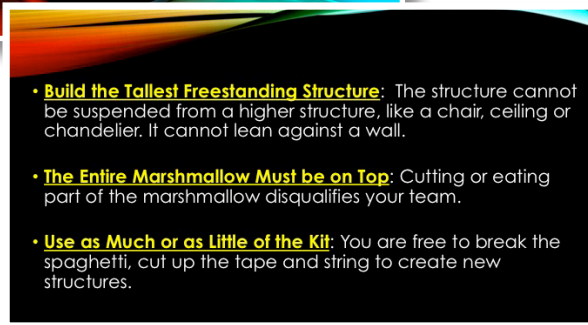 • Build the Tallest Freestanding Structure: The structure cannot
be suspended from a higher structure, like a chair, ceiling or
chandelier. It cannot lean against a wall.
• The Entire Marshmallow Must be on Top: Cutting or eating
part of the marshmallow disqualifies your team.
• Use as Much or as Little of the Kit: You are free to break the
spaghetti, cut up the tape and string to create new
structures.